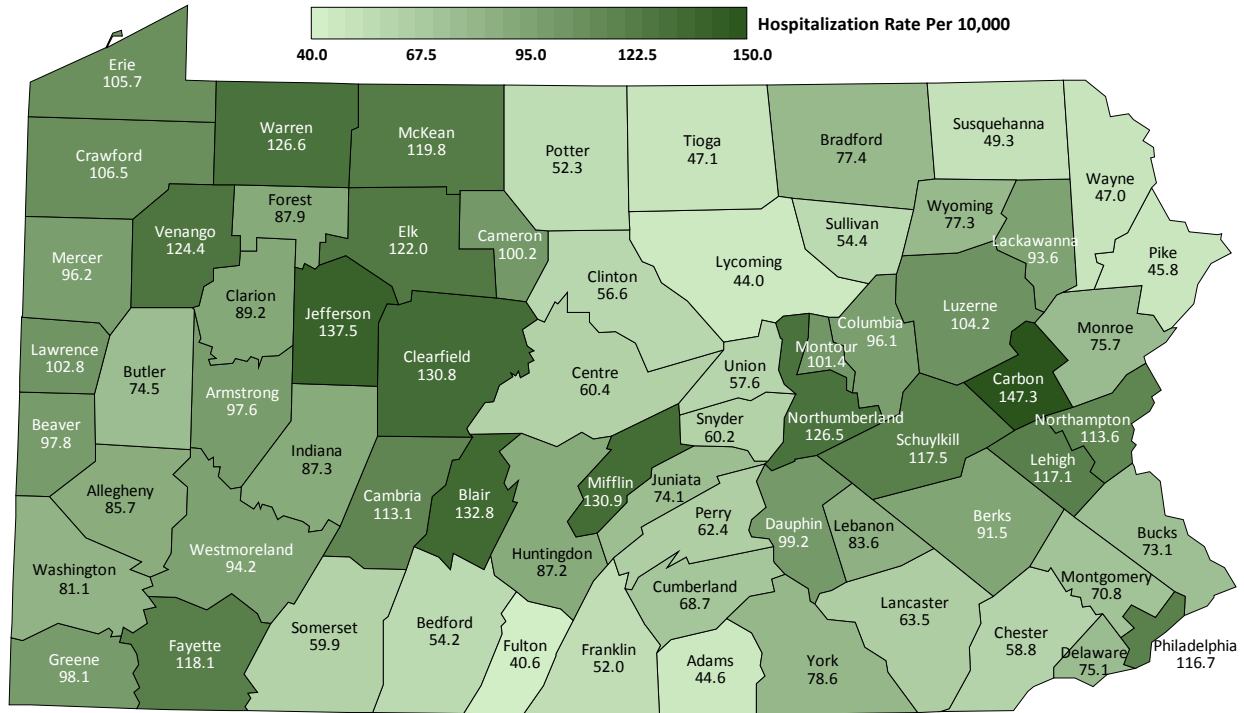 Hospitalization Rate Per 10,000
40.0 67.5 95.0 122.5 150.0
Erie
105.7
Crawford
106.5
Warren
126.6
McKean
119.8
Potter
52.3
Tioga
47.1
Bradford
77.4
Susquehanna
49.3
Wayne
47.0
Forest
87.9
Venango
124.4
Mercer
96.2
Elk
122.0
Cameron
100.2
Clinton
56.6
Lycoming
44.0
Sullivan
54.4
Wyoming
77.3
Lackawanna
93.6
Pike
45.8
Clarion
89.2
Jefferson
137.5
Clearfield
130.8
Centre
60.4
Union
57.6
Montour
101.4
Columbia
96.1
Luzerne
104.2
Monroe
75.7
Carbon
147.3
Lawrence
102.8
Butler
74.5
Armstrong
97.6
Beaver
97.8
Indiana
87.3
Snyder
60.2
Northumberland
126.5
Schuylkill
117.5
Northampton
113.6
Lehigh
117.1
Allegheny
85.7
Cambria
113.1
Blair
132.8
Mifflin
130.9
Juniata
74.1
Perry
62.4
Dauphin
99.2
Lebanon
83.6
Berks
91.5
Bucks
73.1
Westmoreland
94.2
Washington
81.1
Huntingdon
87.2
Cumberland
68.7
Lancaster
63.5
Montgomery
70.8
Greene
98.1
Fayette
118.1
Somerset
59.9
Bedford
54.2
Fulton
40.6
Franklin
52.0
Adams
44.6
York
78.6
Chester
58.8
Delaware
75.1
Philadelphia
116.7